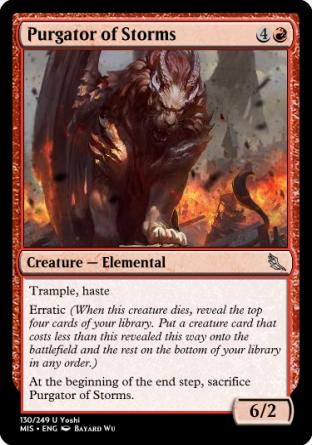 Purgator of Storms 4
Creature — Elemental
Trample, haste
Erratic (When this creature dies, reveal the top
four cards of your library. Put a creature card that
costs less than this revealed this way onto the
battlefield and the rest on the bottom of your library
in any order.)
At the beginning of the end step, sacrifice
Purgator of Storms.
6/2
130/249 U Yoshi
MIS • ENG Bayard Wu